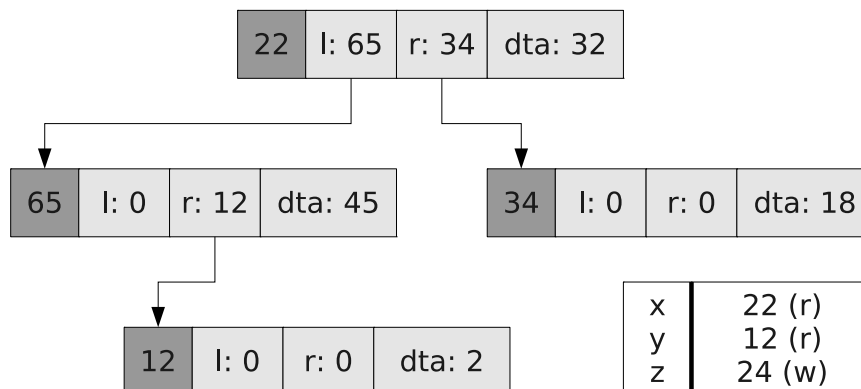 22 l: 65 r: 34 dta: 32
65 l: 0 r: 12 dta: 45
34 l: 0 r: 0 dta: 18
12 l: 0 r: 0 dta: 2
x 22 (r)
y 12 (r)
z 24 (w)